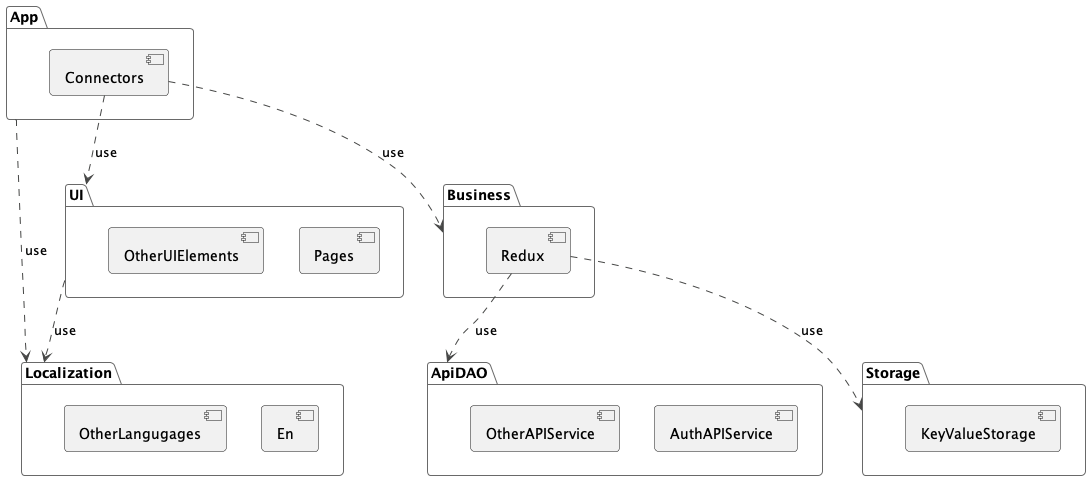 App
Connectors
use
use
use
UI
OtherUIElements
Pages
Business
Redux
use
use
use
Localization
OtherLangugages
En
ApiDAO
OtherAPIService
AuthAPIService
Storage
KeyValueStorage